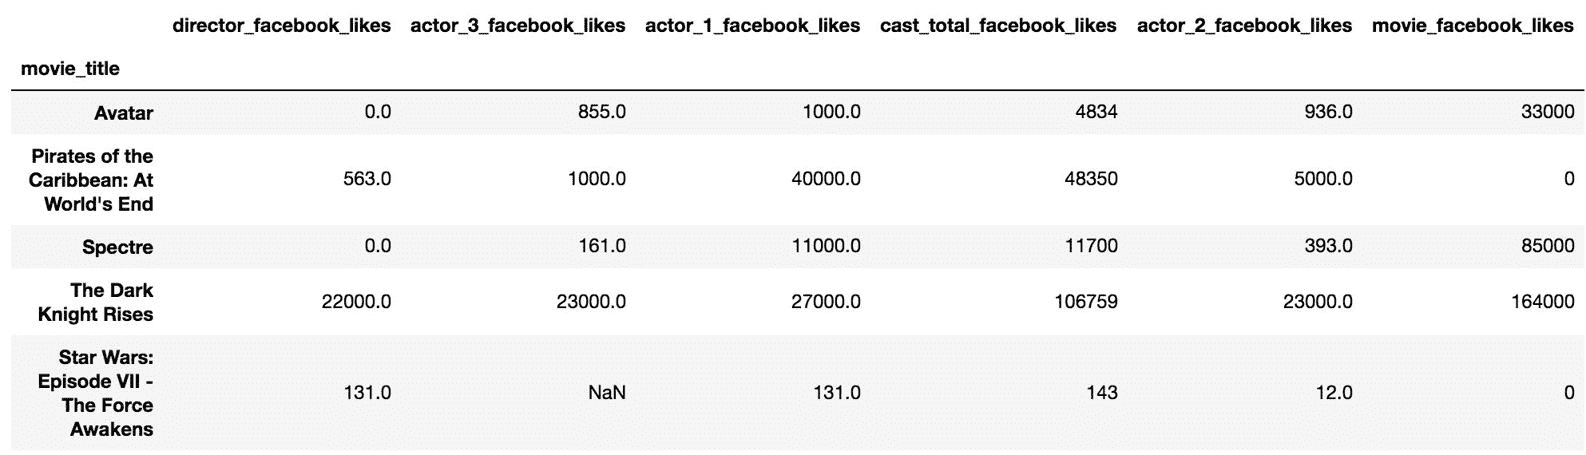 director_facebook_likes actor_3_facebook_likes actor_1_facebook_likes cast_total_facebook_likes actor_2_facebook_likes movie_facebook_likes
movie_title
Avatar 0.0 855.0 1000.0 4834 936.0 33000
Pirates of the
Caribbean: At 563.0 1000.0 40000.0 48350 5000.0 0
World's End
Spectre 0.0 161.0 11000.0 11700 393.0 85000
The Dark
Knight Rises 22000.0 23000.0 27000.0 106759 23000.0 164000
Star Wars:
Episode VII - 131.0 NaN 131.0 143 12.0 0
The Force
Awakens